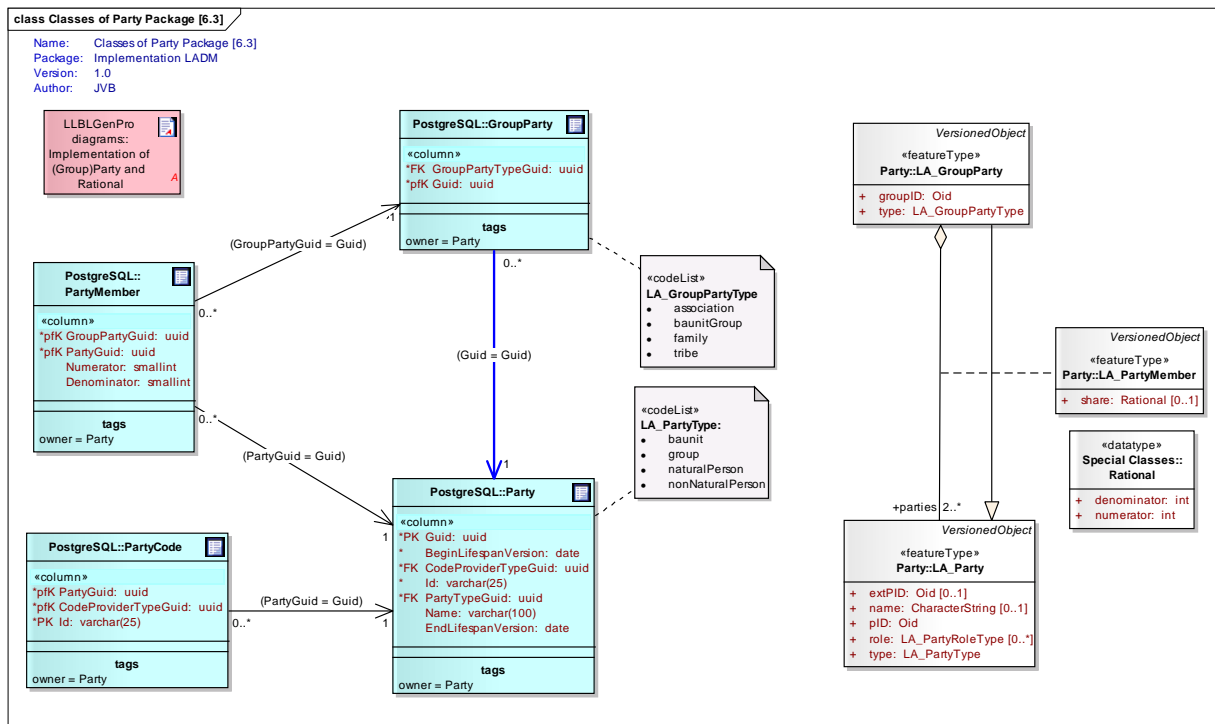 class Classes of Party Package [6.3]
Name: Classes of Party Package [6.3]
Package: Implementation LADM
Version: 1.0
Author: JVB
LLBLGenPro
diagrams::
Implementation of
(Group)Party and
Rational
A
PostgreSQL::GroupParty
«column»
*FK GroupPartyTypeGuid: uuid
*pfK Guid: uuid
tags
owner = Party
VersionedObject
«featureType»
Party::LA_GroupParty
+ groupID: Oid
+ type: LA_GroupPartyType
1
(GroupPartyGuid = Guid)
0..*
PostgreSQL::
PartyMember
«column»
*pfK GroupPartyGuid: uuid
*pfK PartyGuid: uuid
Numerator: smallint
Denominator: smallint
tags
owner = Party
0..*
0..*
(Guid = Guid)
1
«codeList»
LA_GroupPartyType
• association
• baunitGroup
• family
• tribe
VersionedObject
«featureType»
Party::LA_PartyMember
+ share: Rational [0..1]
(PartyGuid = Guid)
1
«codeList»
LA_PartyType:
• baunit
• group
• naturalPerson
• nonNaturalPerson
«datatype»
Special Classes::
Rational
+ denominator: int
+ numerator: int
PostgreSQL::Party
«column»
*PK Guid: uuid
* BeginLifespanVersion: date
*FK CodeProviderTypeGuid: uuid
* Id: varchar(25)
*FK PartyTypeGuid: uuid
Name: varchar(100)
EndLifespanVersion: date
tags
owner = Party
PostgreSQL::PartyCode
«column»
*pfK PartyGuid: uuid
*pfK CodeProviderTypeGuid: uuid
*PK Id: varchar(25)
tags
owner = Party
(PartyGuid = Guid)
0..*
1
+parties 2..*
VersionedObject
«featureType»
Party::LA_Party
+ extPID: Oid [0..1]
+ name: CharacterString [0..1]
+ pID: Oid
+ role: LA_PartyRoleType [0..*]
+ type: LA_PartyType